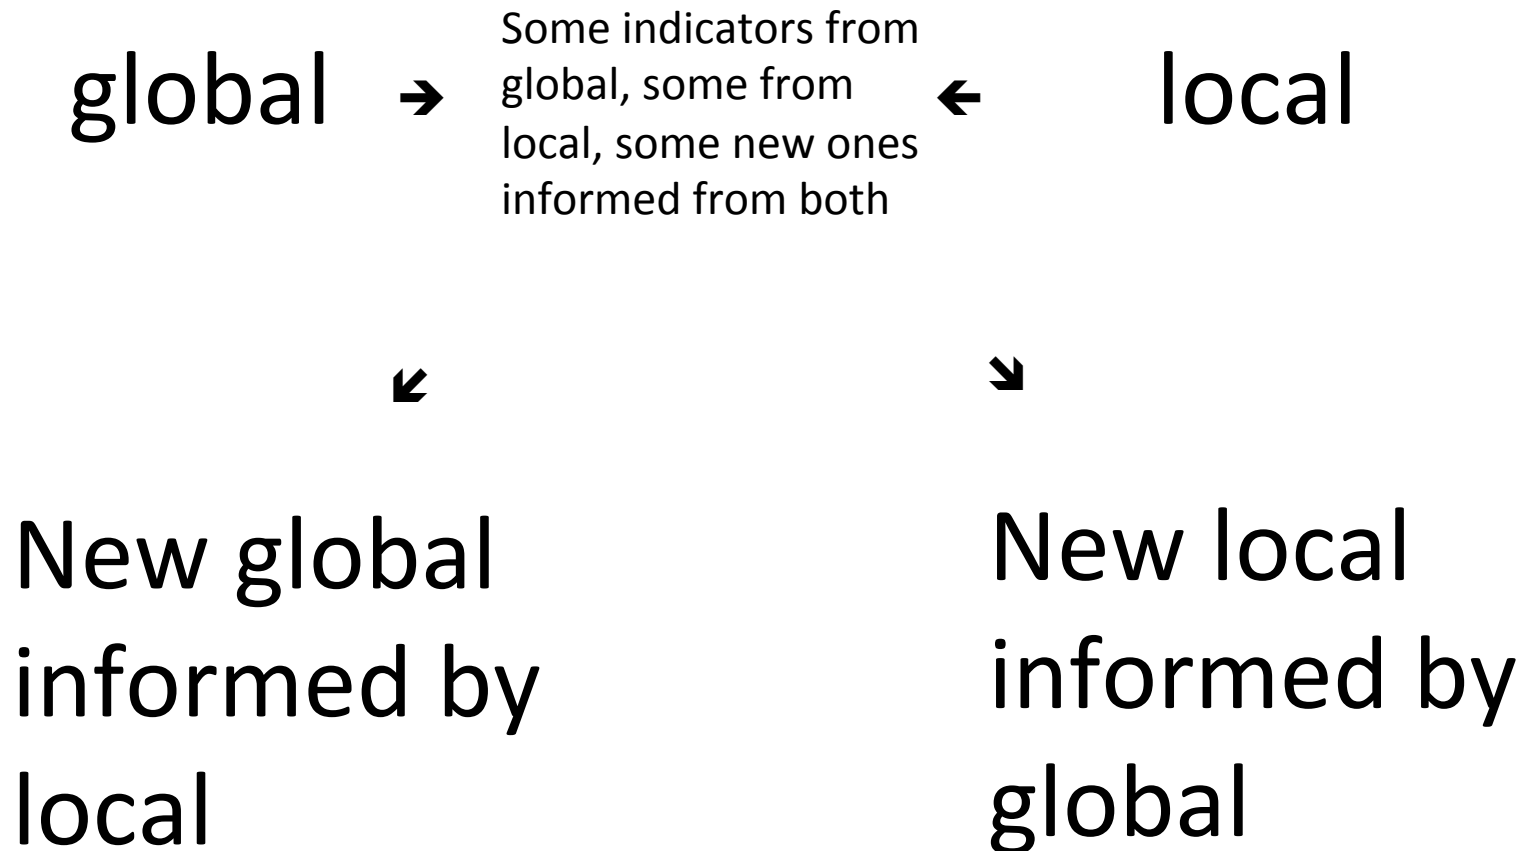 global ➔ Some indicators from
global, some from
local, some new ones
informed from both
🡨 local
🡯
🡮
New global
informed by
local
New local
informed by
global